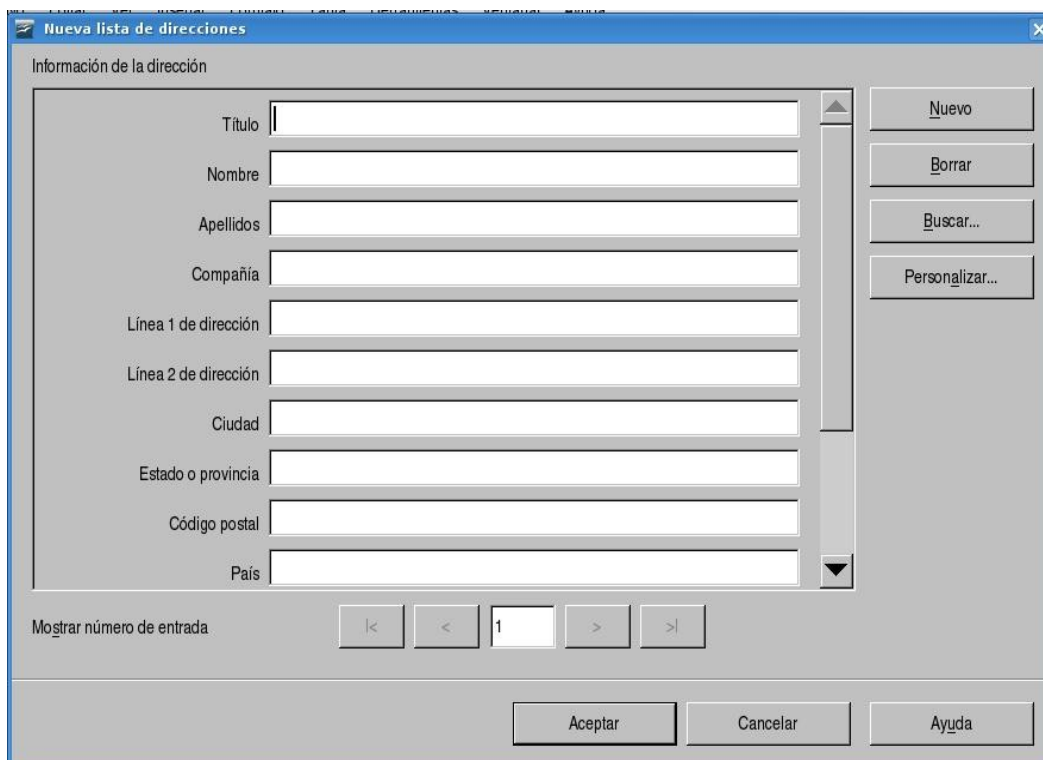 Nueva lista de direcciones
Información de la dirección
Título
Nombre
Apellidos
Compañía
Línea 1 de dirección
Línea 2 de dirección
Ciudad
Estado o provincia
Código postal
País
Nuevo
Borrar
Buscar...
Personalizar...
Mostrar número de entrada
|<
<
1
>
>|
Aceptar
Cancelar
Ayuda